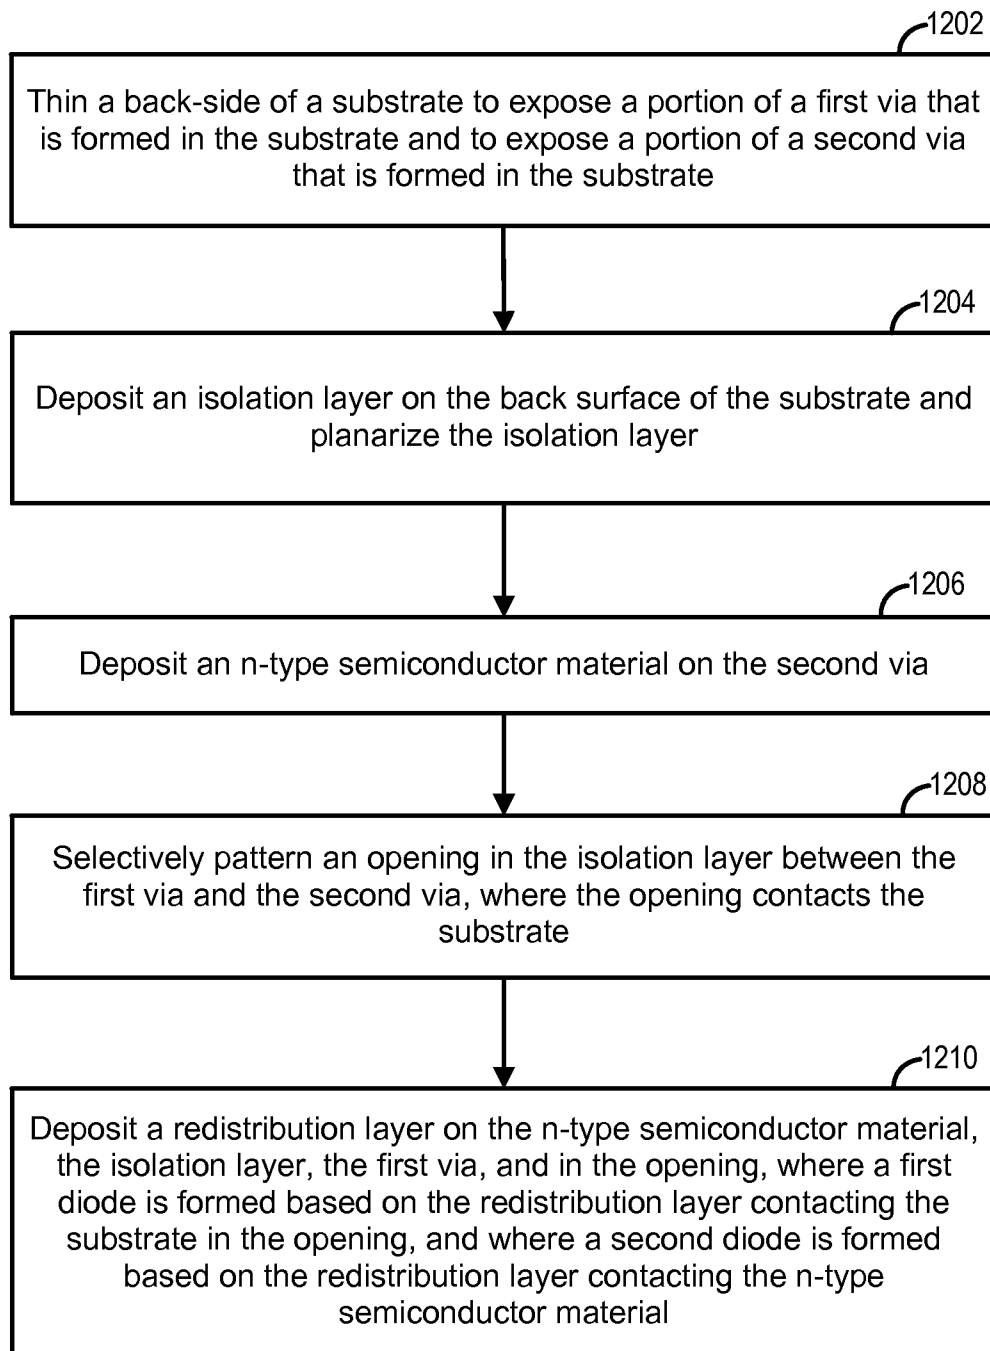 1202
Thin a back-side of a substrate to expose a portion of a first via that
is formed in the substrate and to expose a portion of a second via
that is formed in the substrate
1204
Deposit an isolation layer on the back surface of the substrate and
planarize the isolation layer
1206
Deposit an n-type semiconductor material on the second via
1208
Selectively pattern an opening in the isolation layer between the
first via and the second via, where the opening contacts the
substrate
1210
Deposit a redistribution layer on the n-type semiconductor material,
the isolation layer, the first via, and in the opening, where a first
diode is formed based on the redistribution layer contacting the
substrate in the opening, and where a second diode is formed
based on the redistribution layer contacting the n-type
semiconductor material